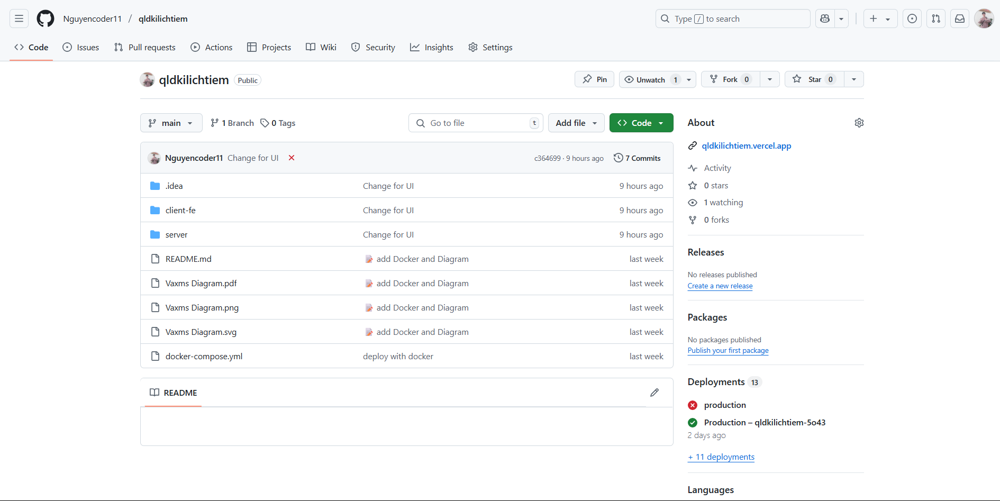 Nguyencoder11 / qldkilichtiem
Type / to search
Code Issues Pull requests Actions Projects Wiki Security Insights Settings
qldkilichtiem Public
Pin Unwatch 1 Fork 0 Star 0
main 1 Branch 0 Tags Go to file t Add file Code
Nguyencoder11 Change for UI c364699 · 9 hours ago 7 Commits
.idea Change for UI 9 hours ago
client-fe Change for UI 9 hours ago
server Change for UI 9 hours ago
README.md 📝 add Docker and Diagram last week
Vaxms Diagram.pdf 📝 add Docker and Diagram last week
Vaxms Diagram.png 📝 add Docker and Diagram last week
Vaxms Diagram.svg 📝 add Docker and Diagram last week
docker-compose.yml deploy with docker last week
README
About
qldkilichtiem.vercel.app
Activity
0 stars
1 watching
0 forks
Releases
No releases published
Create a new release
Packages
No packages published
Publish your first package
Deployments 13
production
Production – qldkilichtiem-5o43
2 days ago
+ 11 deployments
Languages